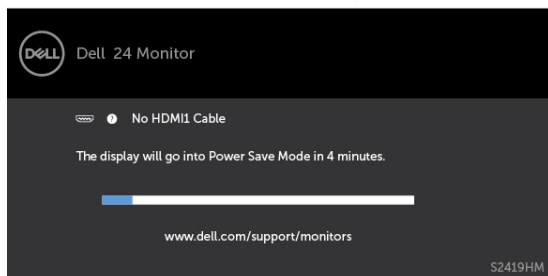 DELL
Dell 24 Monitor
? No HDMI1 Cable
The display will go into Power Save Mode in 4 minutes.
www.dell.com/support/monitors
S2419HM